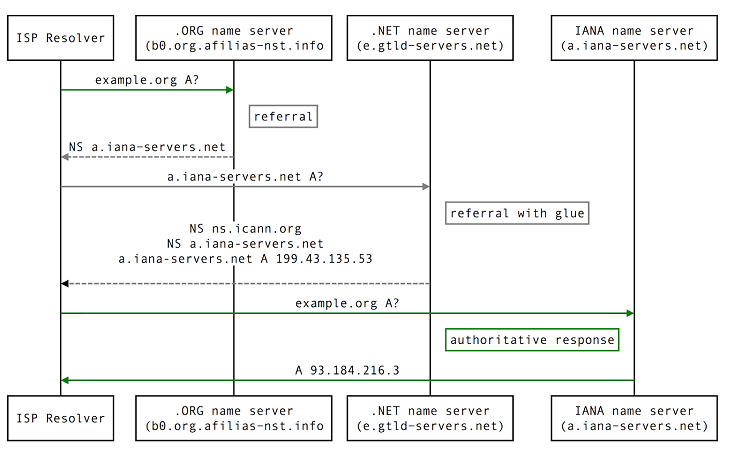 ISP Resolver
.ORG name server
(b0.org.afilias-nst.info
.NET name server
(e.gtld-servers.net)
IANA name server
(a.iana-servers.net)
example.org A?
referral
NS a.iana-servers.net
a.iana-servers.net A?
referral with glue
NS ns.icann.org
NS a.iana-servers.net
a.iana-servers.net A 199.43.135.53
example.org A?
authoritative response
A 93.184.216.3
ISP Resolver
.ORG name server
(b0.org.afilias-nst.info
.NET name server
(e.gtld-servers.net)
IANA name server
(a.iana-servers.net)